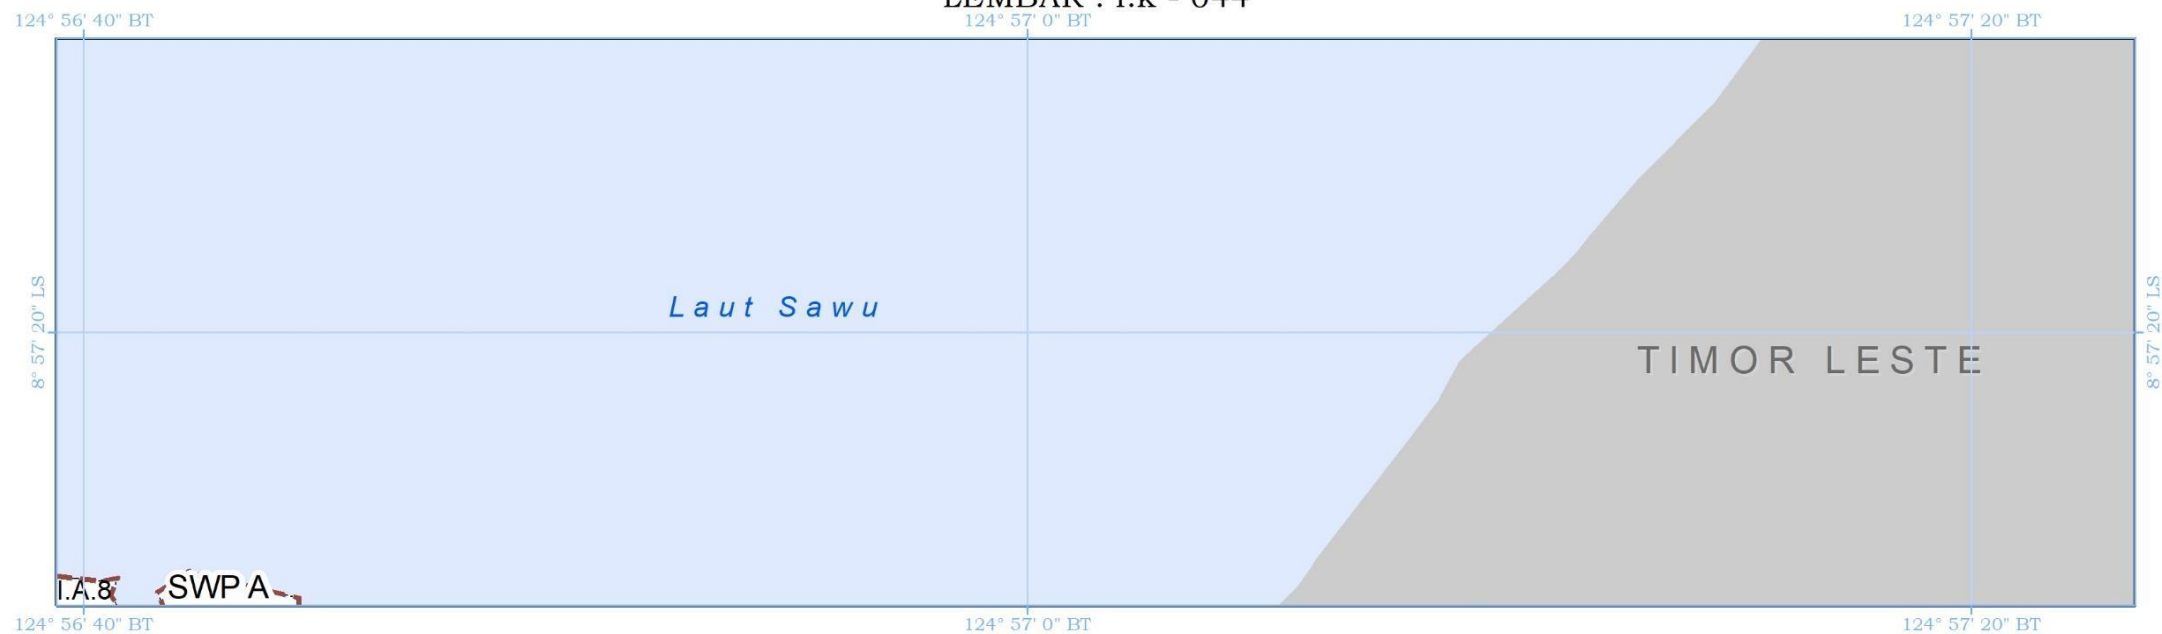 LEMBAR : I.k - 044
124° 56' 40" BT 124° 57' 0" BT 124° 57' 20" BT
8° 57' 20" LS
Laut Sawu
8° 57' 20" LS
TIMOR LESTE
I.A.8
SWP A
124° 56' 40" BT 124° 57' 0" BT 124° 57' 20" BT